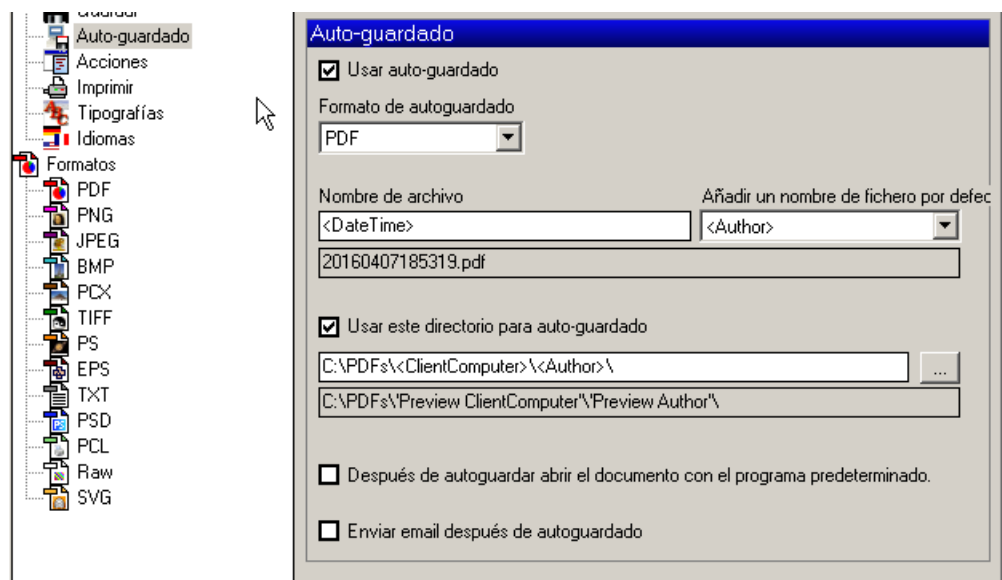 Guardar
Auto-guardado
Acciones
Imprimir
Tipografías
Idiomas
Formatos
PDF
PNG
JPEG
BMP
PCX
TIFF
PS
EPS
TXT
PSD
PCL
Raw
SVG
Auto-guardado
Usar auto-guardado
Formato de autoguardado
PDF
Nombre de archivo
Añadir un nombre de fichero por defec
<DateTime>
<Author>
20160407185319.pdf
Usar este directorio para auto-guardado
C:\PDFs\<ClientComputer>\<Author>\
...
C:\PDFs\'Preview ClientComputer'\'Preview Author'\
Después de autoguardar abrir el documento con el programa predeterminado.
Enviar email después de autoguardado